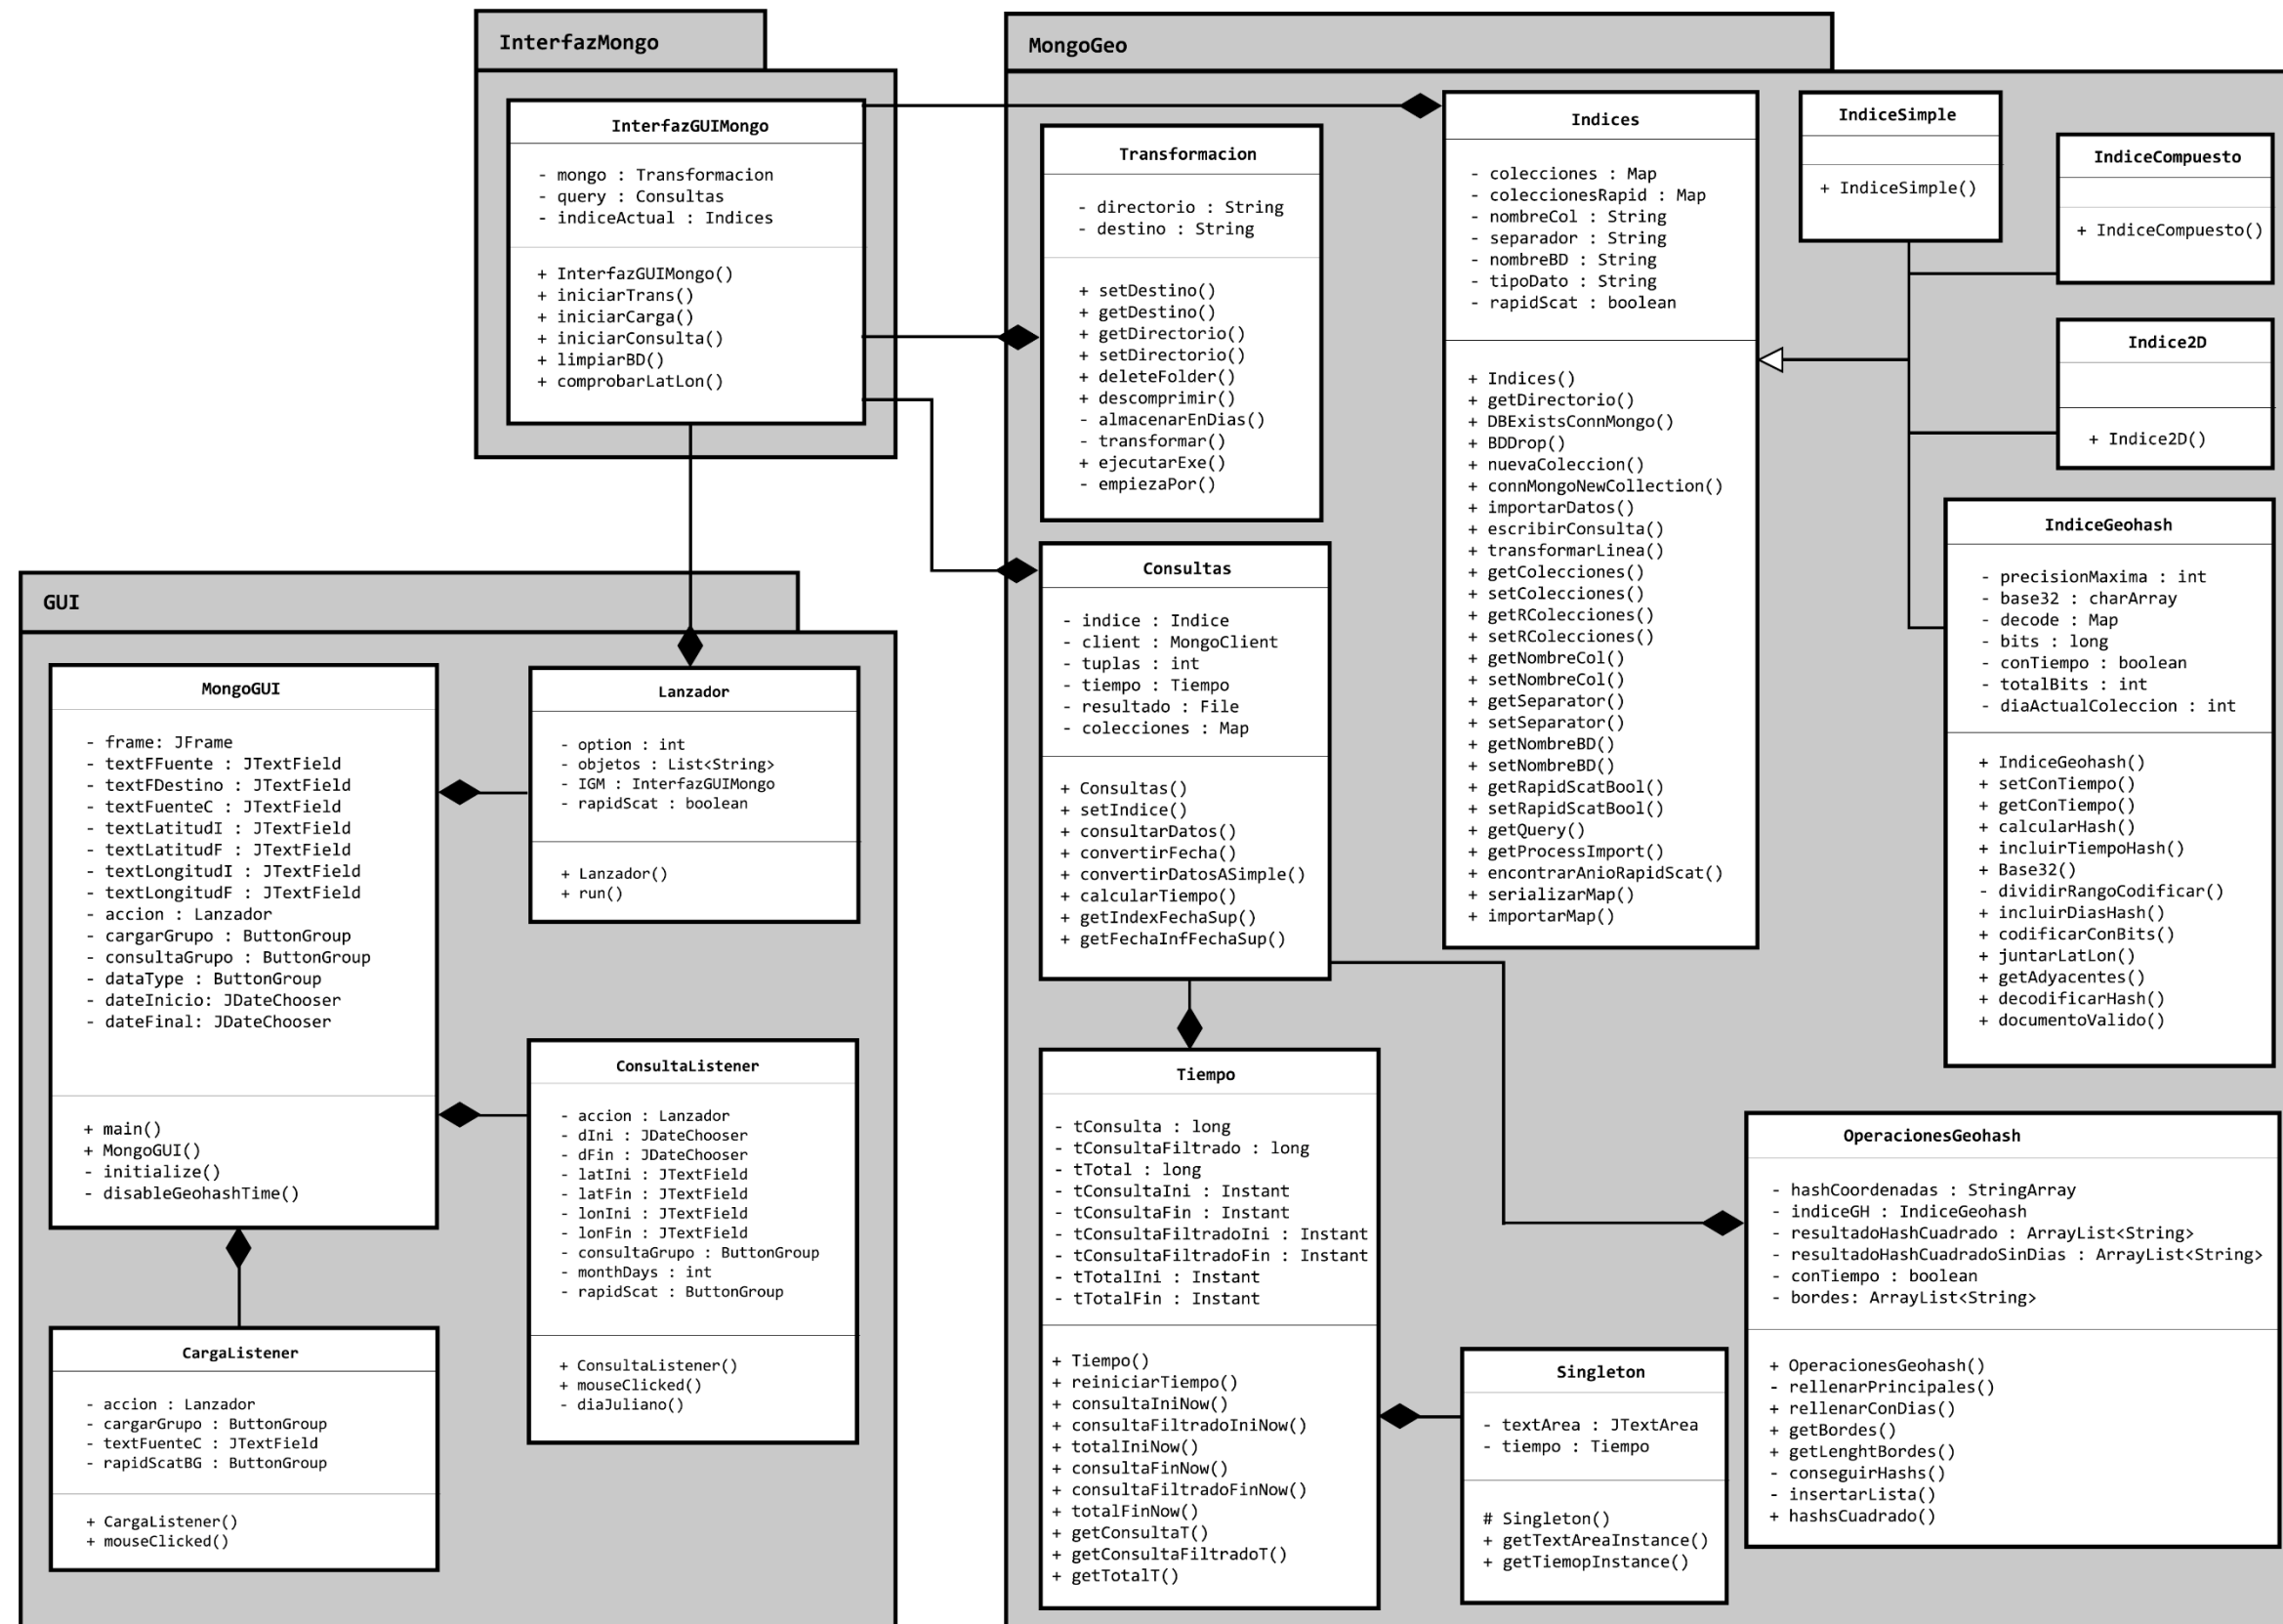 InterfazMongo
InterfazGUIMongo
- mongo : Transformacion
- query : Consultas
- indiceActual : Indices
+ InterfazGUIMongo()
+ iniciarTrans()
+ iniciarCarga()
+ iniciarConsulta()
+ limpiarBD()
+ comprobarLatLon()
MongoGeo
Transformacion
- directorio : String
- destino : String
+ setDestino()
+ getDestino()
+ getDirectorio()
+ setDirectorio()
+ deleteFolder()
+ descomprimir()
- almacenarEnDias()
- transformar()
+ ejecutarExe()
- empiezaPor()
Indices
- colecciones : Map
- coleccionesRapid : Map
- nombreCol : String
- separador : String
- nombreBD : String
- tipoDato : String
- rapidScat : boolean
+ Indices()
+ getDirectorio()
+ DBExistsConnMongo()
+ BDDrop()
+ nuevaColeccion()
+ connMongoNewCollection()
+ importarDatos()
+ escribirConsulta()
+ transformarLinea()
+ getColecciones()
+ setColecciones()
+ getRColecciones()
+ setRColecciones()
+ getNombreCol()
+ setNombreCol()
+ getSeparator()
+ setSeparator()
+ getNombreBD()
+ setNombreBD()
+ getRapidScatBool()
+ setRapidScatBool()
+ getQuery()
+ getProcessImport()
+ encontrarAnioRapidScat()
+ serializarMap()
+ importarMap()
IndiceSimple
+ IndiceSimple()
IndiceCompuesto
+ IndiceCompuesto()
Indice2D
+ Indice2D()
IndiceGeohash
- precisionMaxima : int
- base32 : charArray
- decode : Map
- bits : long
- conTiempo : boolean
- totalBits : int
- diaActualColeccion : int
+ IndiceGeohash()
+ setConTiempo()
+ getConTiempo()
+ calcularHash()
+ incluirTiempoHash()
+ Base32()
- dividirRangoCodificar()
+ incluirDiasHash()
+ codificarConBits()
+ juntarLatLon()
+ getAdyacentes()
+ decodificarHash()
+ documentoValido()
Consultas
- indice : Indice
- client : MongoClient
- tuplas : int
- tiempo : Tiempo
- resultado : File
- colecciones : Map
+ Consultas()
+ setIndice()
+ consultarDatos()
+ convertirFecha()
+ convertirDatosASimple()
+ calcularTiempo()
+ getIndexFechaSup()
+ getFechaInfFechaSup()
GUI
MongoGUI
- frame: JFrame
- textFFuente : JTextField
- textFDestino : JTextField
- textFuenteC : JTextField
- textLatitudI : JTextField
- textLatitudF : JTextField
- textLongitudI : JTextField
- textLongitudF : JTextField
- accion : Lanzador
- cargarGrupo : ButtonGroup
- consultaGrupo : ButtonGroup
- dataType : ButtonGroup
- dateInicio: JDateChooser
- dateFinal: JDateChooser
+ main()
+ MongoGUI()
- initialize()
- disableGeohashTime()
Lanzador
- option : int
- objetos : List<String>
- IGM : InterfazGUIMongo
- rapidScat : boolean
+ Lanzador()
+ run()
ConsultaListener
- accion : Lanzador
- dIni : JDateChooser
- dFin : JDateChooser
- latIni : JTextField
- latFin : JTextField
- lonIni : JTextField
- lonFin : JTextField
- consultaGrupo : ButtonGroup
- monthDays : int
- rapidScat : ButtonGroup
+ ConsultaListener()
+ mouseClicked()
- diaJuliano()
CargaListener
- accion : Lanzador
- cargarGrupo : ButtonGroup
- textFuenteC : JTextField
- rapidScatBG : ButtonGroup
+ CargaListener()
+ mouseClicked()
Tiempo
- tConsulta : long
- tConsultaFiltrado : long
- tTotal : long
- tConsultaIni : Instant
- tConsultaFin : Instant
- tConsultaFiltradoIni : Instant
- tConsultaFiltradoFin : Instant
- tTotalIni : Instant
- tTotalFin : Instant
+ Tiempo()
+ reiniciarTiempo()
+ consultaIniNow()
+ consultaFiltradoIniNow()
+ totalIniNow()
+ consultaFinNow()
+ consultaFiltradoFinNow()
+ totalFinNow()
+ getConsultaT()
+ getConsultaFiltradoT()
+ getTotalT()
Singleton
- textArea : JTextArea
- tiempo : Tiempo
# Singleton()
+ getTextAreaInstance()
+ getTiemopInstance()
OperacionesGeohash
- hashCoordenadas : StringArray
- indiceGH : IndiceGeohash
- resultadoHashCuadrado : ArrayList<String>
- resultadoHashCuadradoSinDias : ArrayList<String>
- conTiempo : boolean
- bordes: ArrayList<String>
+ OperacionesGeohash()
- rellenarPrincipales()
+ rellenarConDias()
+ getBordes()
+ getLenghtBordes()
- conseguirHashs()
- insertarLista()
+ hashsCuadrado()